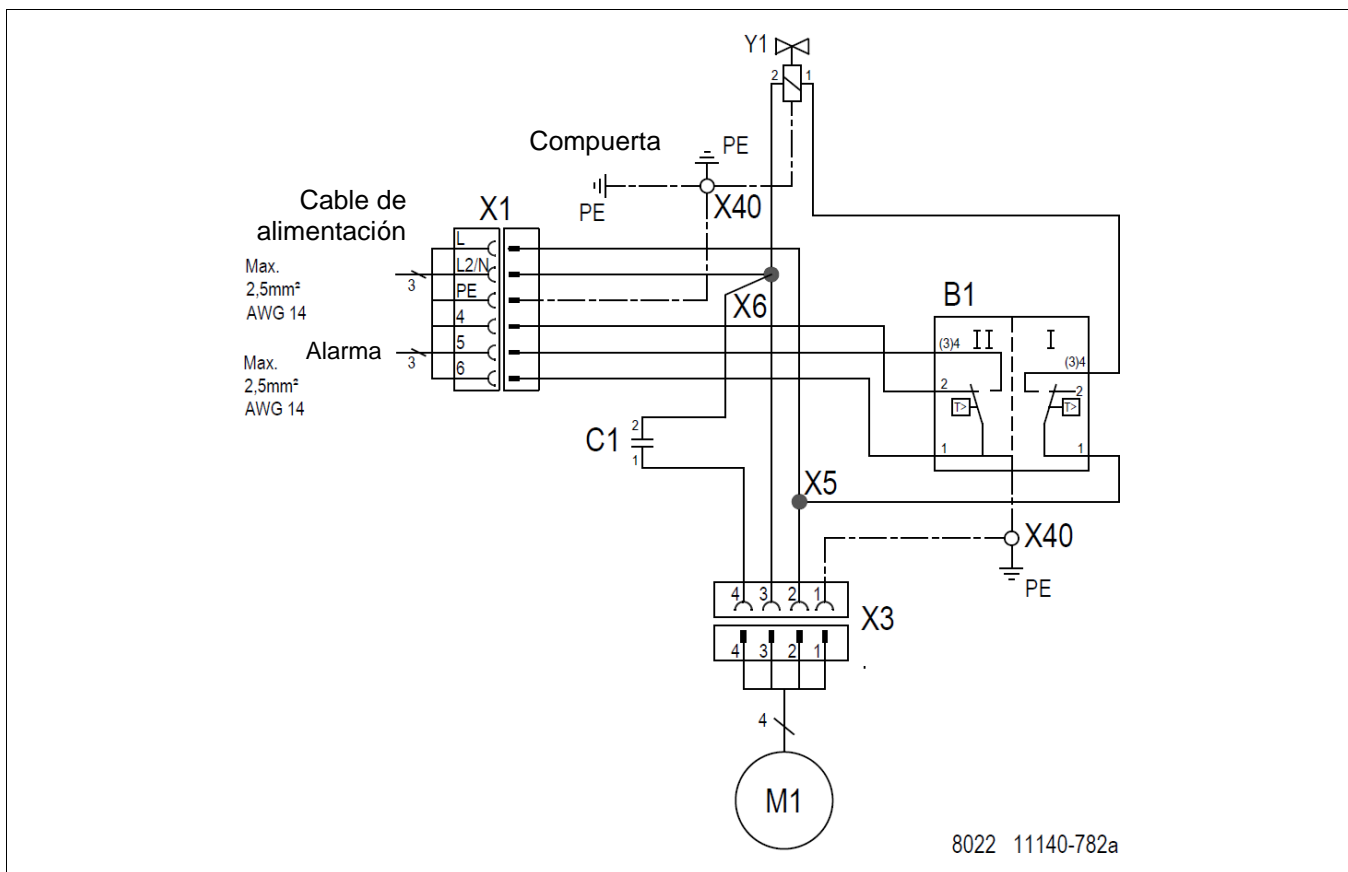 Y1
2
1
Compuerta
PE
PE
X40
Cable de
alimentación
X1
Max.
2,5mm²
AWG 14
3
L
L2/N
PE
4
5
6
Alarma
3
Max.
2,5mm²
AWG 14
X6
B1
(3)4
II
I
(3)4
2
2
T>
T>
1
1
C1
2
1
X5
X40
PE
4 3 2 1
X3
4 3 2 1
4
M1
8022 11140-782a